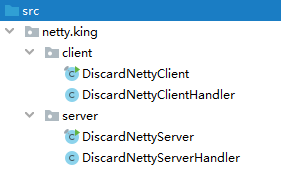 src
netty.king
client
DiscardNettyClient
DiscardNettyClientHandler
server
DiscardNettyServer
DiscardNettyServerHandler